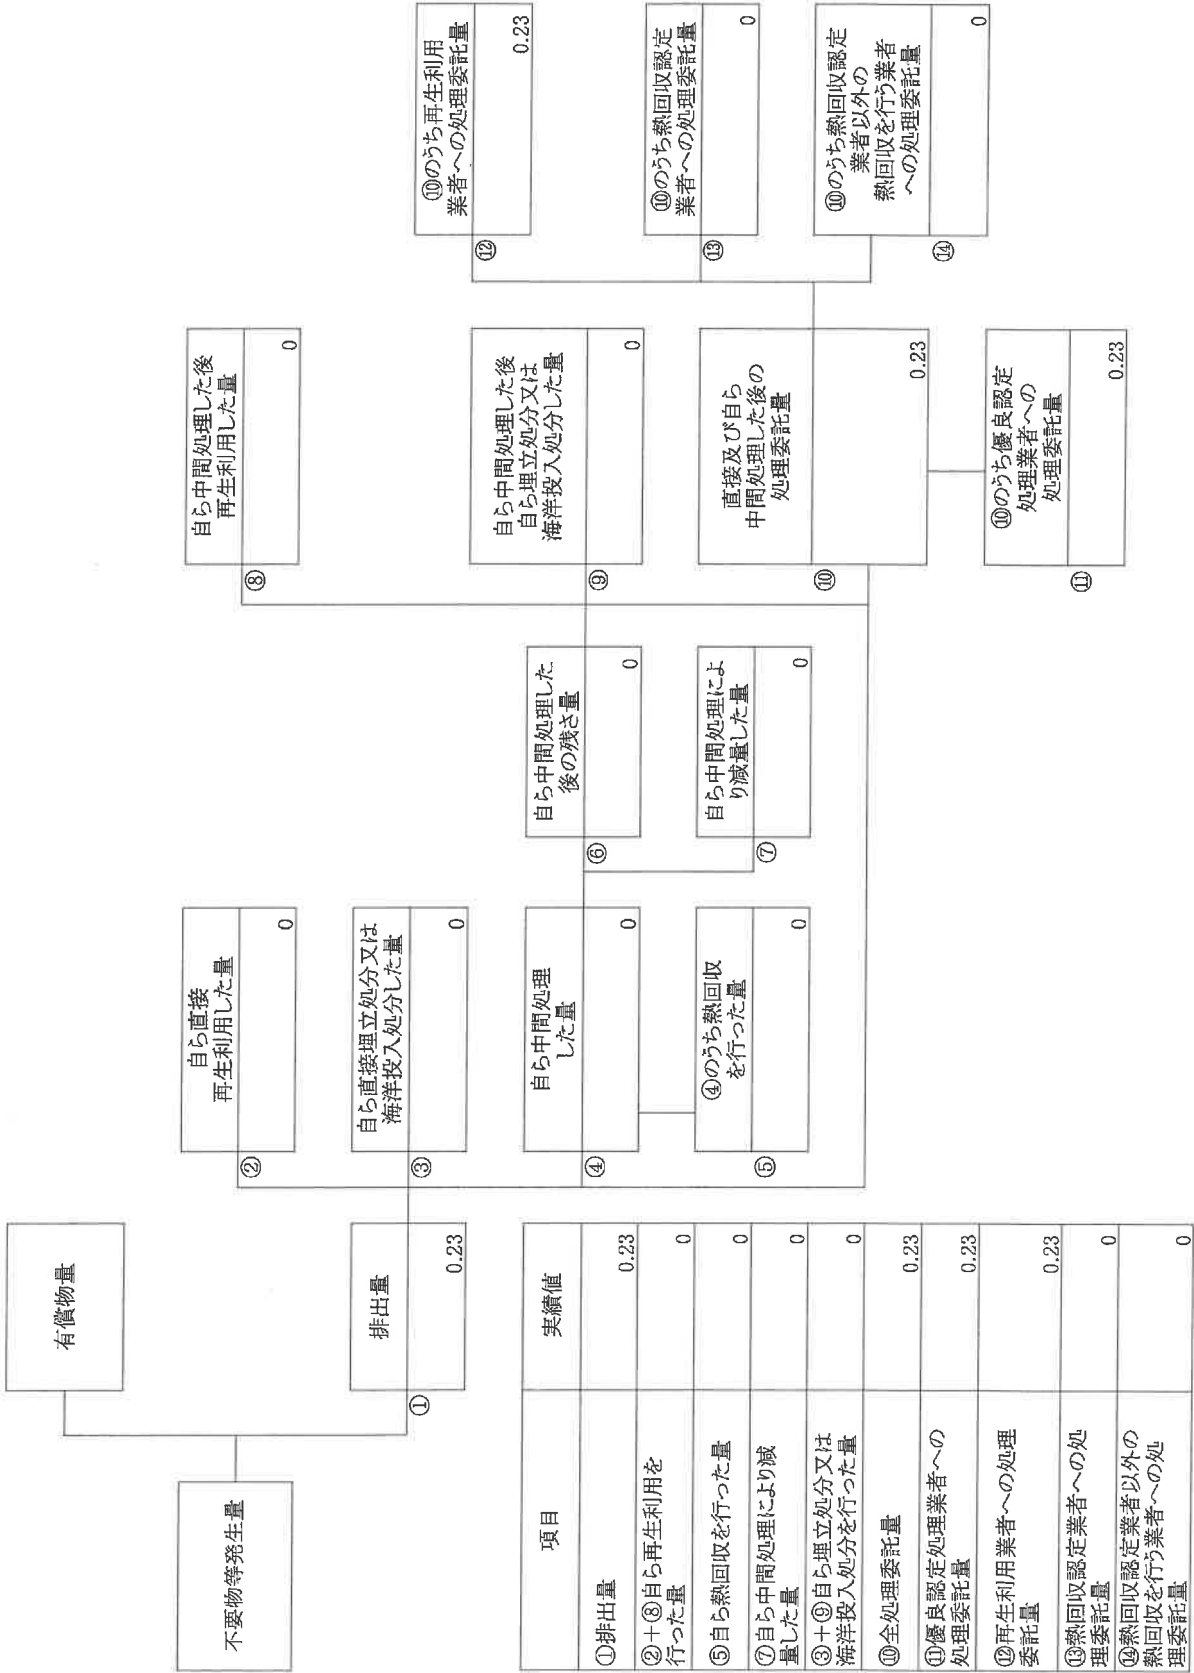 不要物等発生量
有償物量
①
排出量
0.23
②
自ら直接
再生利用した量
0
③
自ら直接埋立処分又は
海洋投入処分した量
0
④
自ら中間処理
した量
0
⑤
④のうち熱回収
を行った量
0
⑥
自ら中間処理した
後の残さ量
0
⑦
自ら中間処理によ
り減量した量
0
⑧
自ら中間処理した後
再生利用した量
0
⑨
自ら中間処理した後
自ら埋立処分又は
海洋投入処分した量
0
⑩
直接及び自ら
中間処理した後の
処理委託量
0.23
⑪
⑩のうち優良認定
処理業者への
処理委託量
0.23
⑫
⑩のうち再生利用
業者への処理委託量
0.23
⑬
⑩のうち熱回収認定
業者への処理委託量
0
⑭
⑩のうち熱回収認定
業者以外の
熱回収を行う業者
への処理委託量
0
項目 実績値
①排出量 0.23
②+⑧自ら再生利用を
行った量 0
⑤自ら熱回収を行った量 0
⑦自ら中間処理により減
量した量 0
③+⑨自ら埋立処分又は
海洋投入処分を行った量 0
⑩全処理委託量 0.23
⑪優良認定処理業者への
処理委託量 0.23
⑫再生利用業者への処理
委託量 0.23
⑬熱回収認定業者への処
理委託量 0
⑭熱回収認定業者以外の
熱回収を行う業者への処
理委託量 0